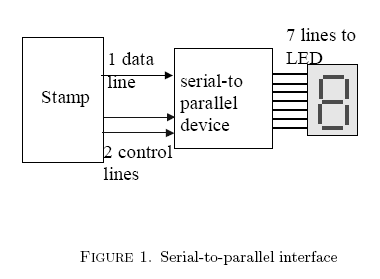 7 lines to
LED
1 data
line
Stamp
serial-to
parallel
device
2 control
lines
FIGURE 1. Serial-to-parallel interface